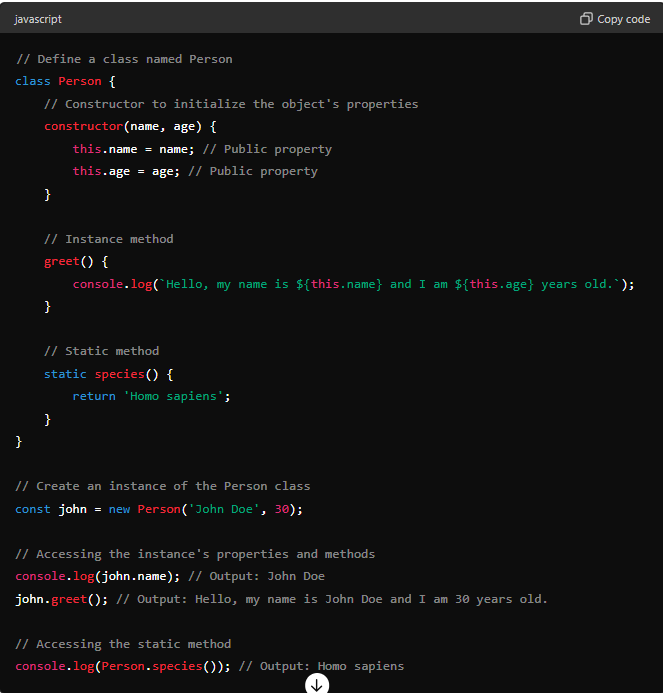 javascript
Copy code
// Define a class named Person
class Person {
    // Constructor to initialize the object's properties
    constructor(name, age) {
        this.name = name; // Public property
        this.age = age; // Public property
    }

    // Instance method
    greet() {
        console.log(`Hello, my name is ${this.name} and I am ${this.age} years old.`);
    }

    // Static method
    static species() {
        return 'Homo sapiens';
    }
}

// Create an instance of the Person class
const john = new Person('John Doe', 30);

// Accessing the instance's properties and methods
console.log(john.name); // Output: John Doe
john.greet(); // Output: Hello, my name is John Doe and I am 30 years old.

// Accessing the static method
console.log(Person.species()); // Output: Homo sapiens